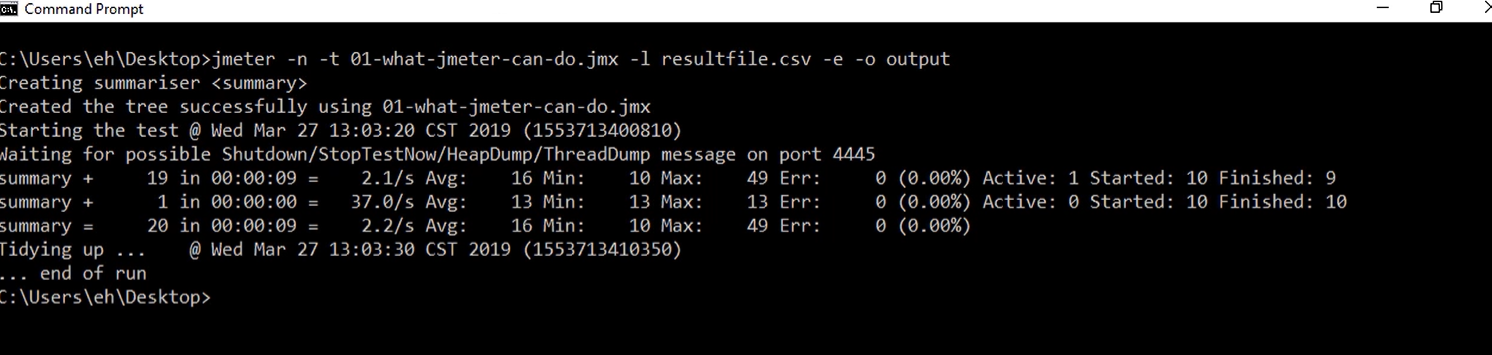 Command Prompt
C:\Users\eh\Desktop>jmeter -n -t 01-what-jmeter-can-do.jmx -l resultfile.csv -e -o output
Creating summariser <summary>
Created the tree successfully using 01-what-jmeter-can-do.jmx
Starting the test @ Wed Mar 27 13:03:20 CST 2019 (1553713400810)
Waiting for possible Shutdown/StopTestNow/HeapDump/ThreadDump message on port 4445
summary +     19 in 00:00:09 =    2.1/s Avg:    16 Min:    10 Max:    49 Err:     0 (0.00%) Active: 1 Started: 10 Finished: 9
summary +      1 in 00:00:00 =   37.0/s Avg:    13 Min:    13 Max:    13 Err:     0 (0.00%) Active: 0 Started: 10 Finished: 10
summary =     20 in 00:00:09 =    2.2/s Avg:    16 Min:    10 Max:    49 Err:     0 (0.00%)
Tidying up ...    @ Wed Mar 27 13:03:30 CST 2019 (1553713410350)
... end of run
C:\Users\eh\Desktop>